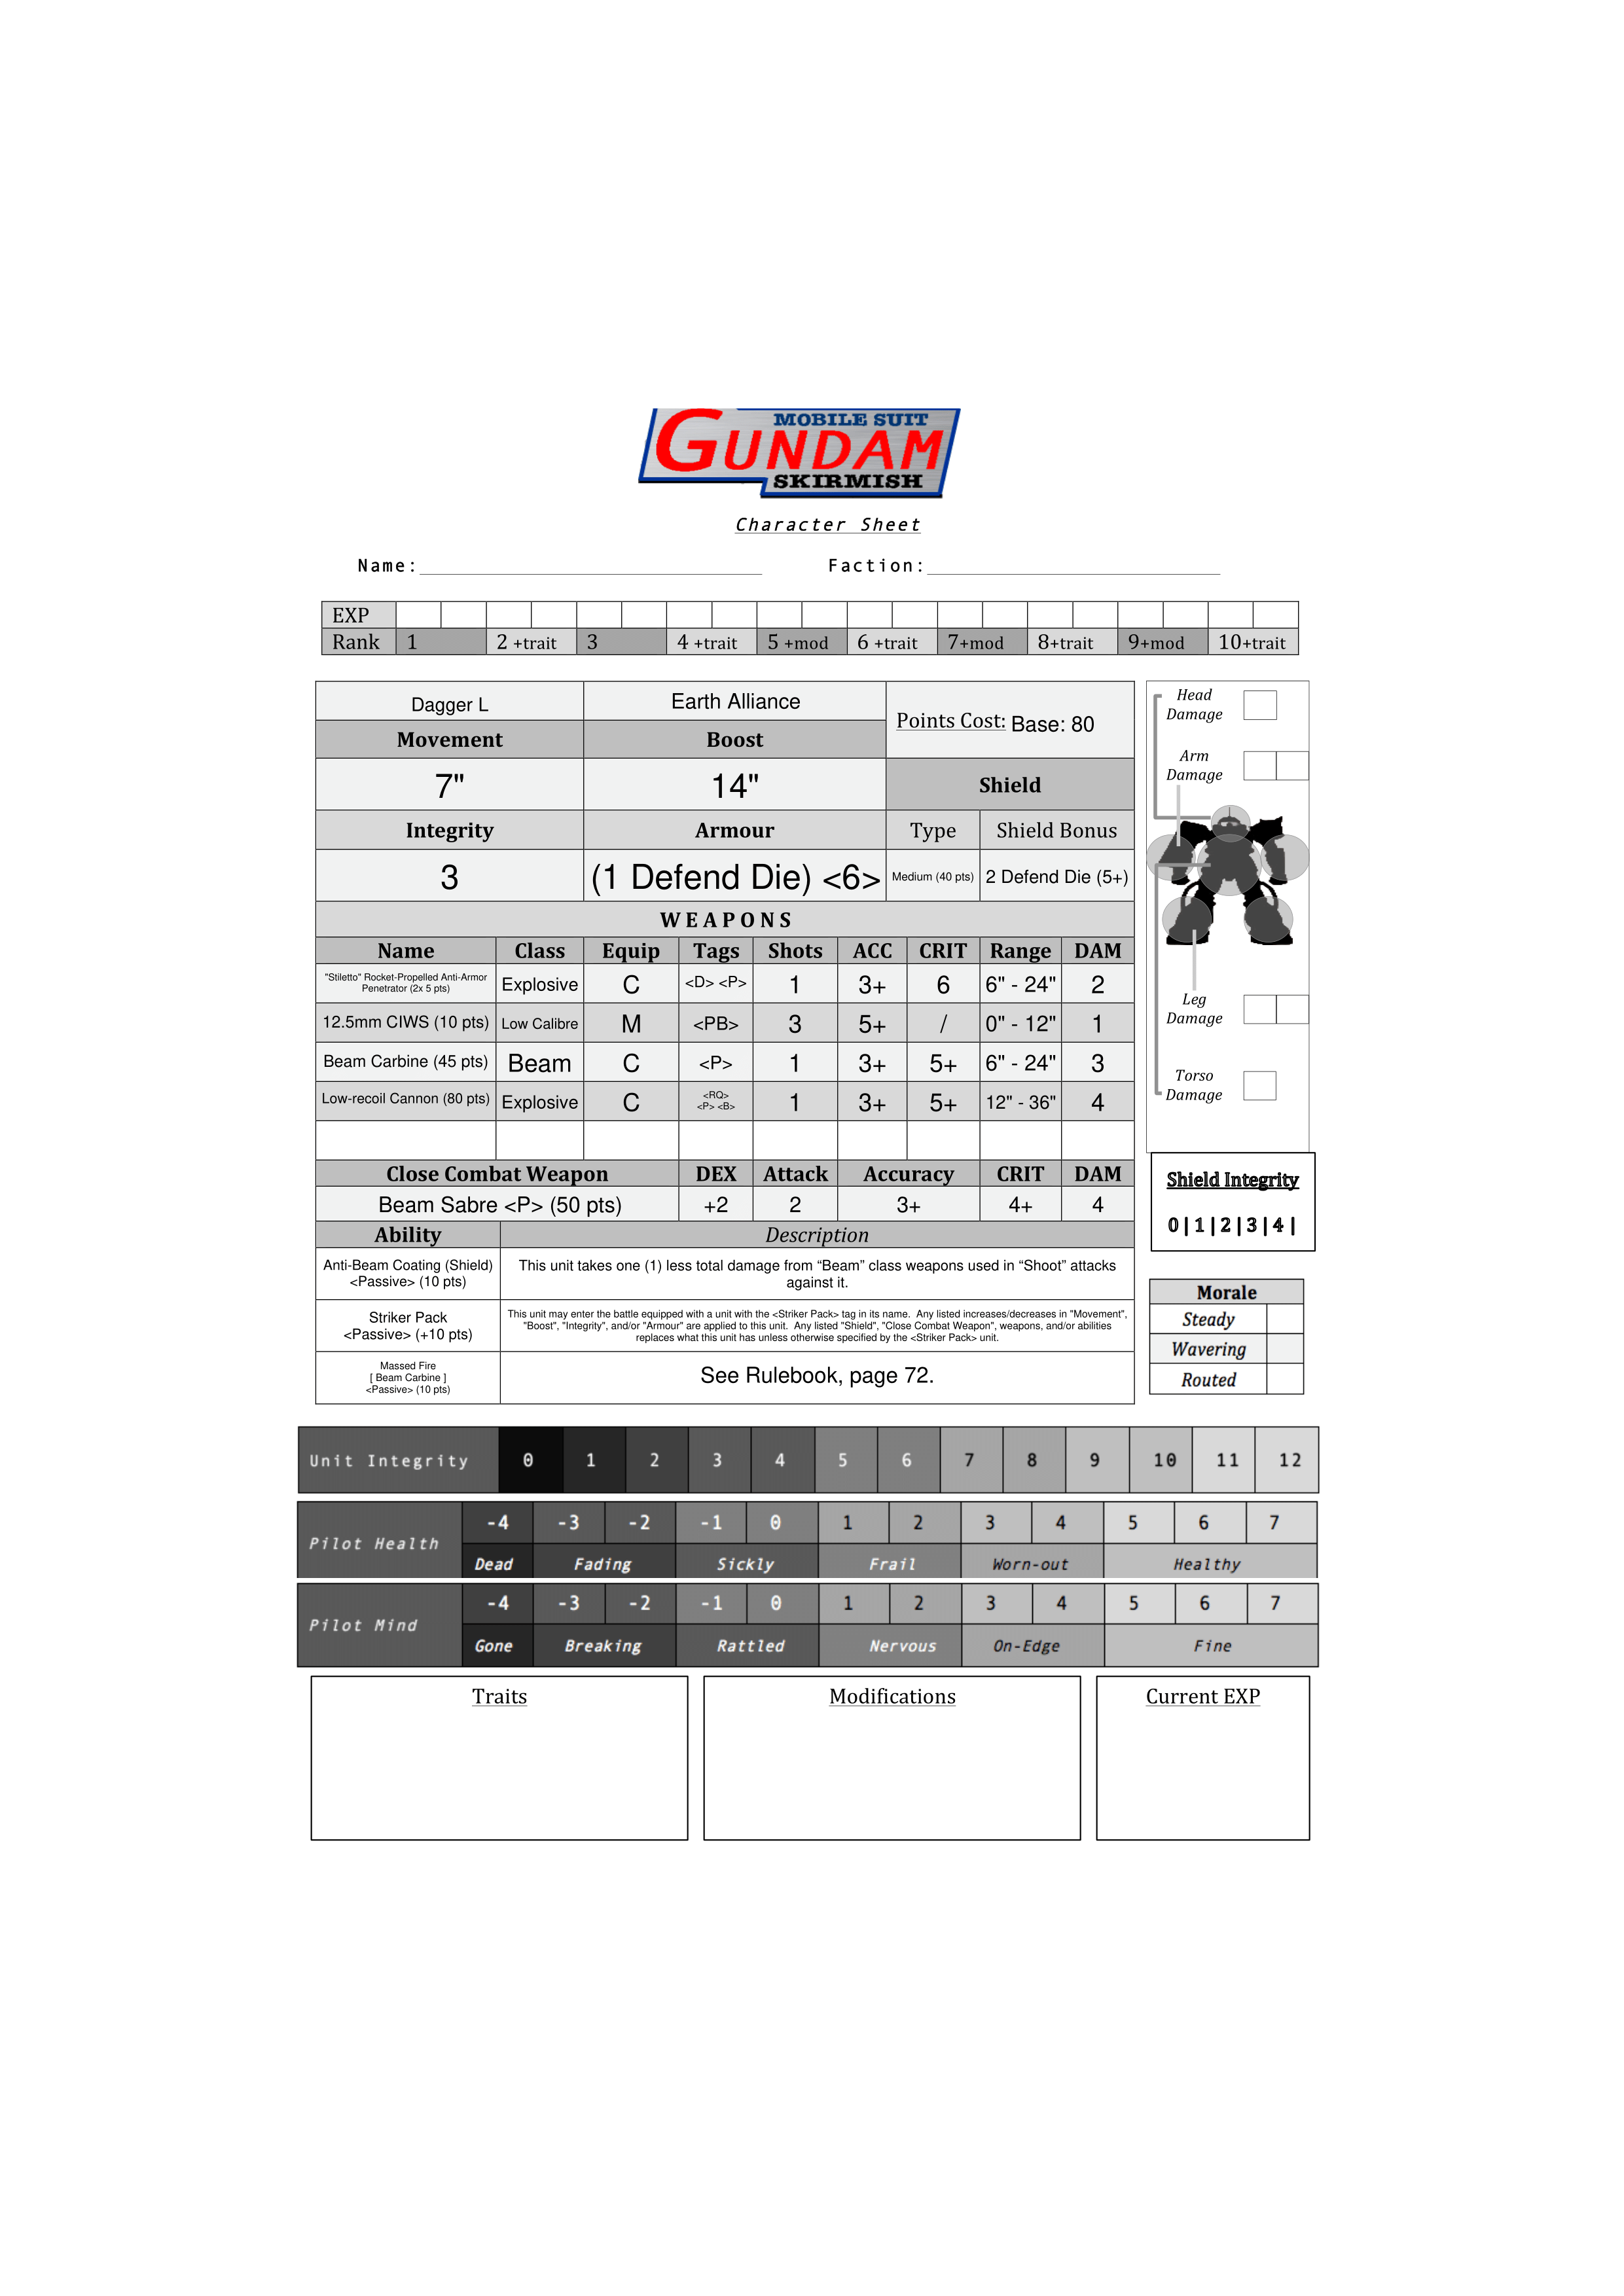 MOBILE SUIT
GUNDAM
SKIRMISH
Character Sheet
Name: Faction:
EXP
Rank 1 2 +trait 3 4 +trait 5 +mod 6 +trait 7+mod 8+trait 9+mod 10+trait
Dagger L Earth Alliance Points Cost: Base: 80
Movement Boost
7" 14" Shield
Integrity Armour Type Shield Bonus
3 (1 Defend Die) <6> Medium (40 pts) 2 Defend Die (5+)
WEAPONS
Name Class Equip Tags Shots ACC CRIT Range DAM
"Stiletto" Rocket-Propelled Anti-Armor
Penetrator (2x 5 pts) Explosive C <D> <P> 1 3+ 6 6" - 24" 2
12.5mm CIWS (10 pts) Low Calibre M <PB> 3 5+ / 0" - 12" 1
Beam Carbine (45 pts) Beam C <P> 1 3+ 5+ 6" - 24" 3
Low-recoil Cannon (80 pts) Explosive C <RQ>
<P> <B> 1 3+ 5+ 12" - 36" 4
Close Combat Weapon DEX Attack Accuracy CRIT DAM
Beam Sabre <P> (50 pts) +2 2 3+ 4+ 4
Ability Description
Anti-Beam Coating (Shield)
<Passive> (10 pts)
This unit takes one (1) less total damage from “Beam” class weapons used in “Shoot” attacks
against it.
Striker Pack
<Passive> (+10 pts)
This unit may enter the battle equipped with a unit with the <Striker Pack> tag in its name. Any listed increases/decreases in "Movement",
"Boost", "Integrity", and/or "Armour" are applied to this unit. Any listed "Shield", "Close Combat Weapon", weapons, and/or abilities
replaces what this unit has unless otherwise specified by the <Striker Pack> unit.
Massed Fire
[ Beam Carbine ]
<Passive> (10 pts)
See Rulebook, page 72.
Head
Damage
Arm
Damage
Leg
Damage
Torso
Damage
Shield Integrity
0|1|2|3|4|
Morale
Steady
Wavering
Routed
Unit Integrity 0 1 2 3 4 5 6 7 8 9 10 11 12
Pilot Health -4 -3 -2 -1 0 1 2 3 4 5 6 7
Dead Fading Sickly Frail Worn-out Healthy
Pilot Mind -4 -3 -2 -1 0 1 2 3 4 5 6 7
Gone Breaking Rattled Nervous On-Edge Fine
Traits Modifications Current EXP